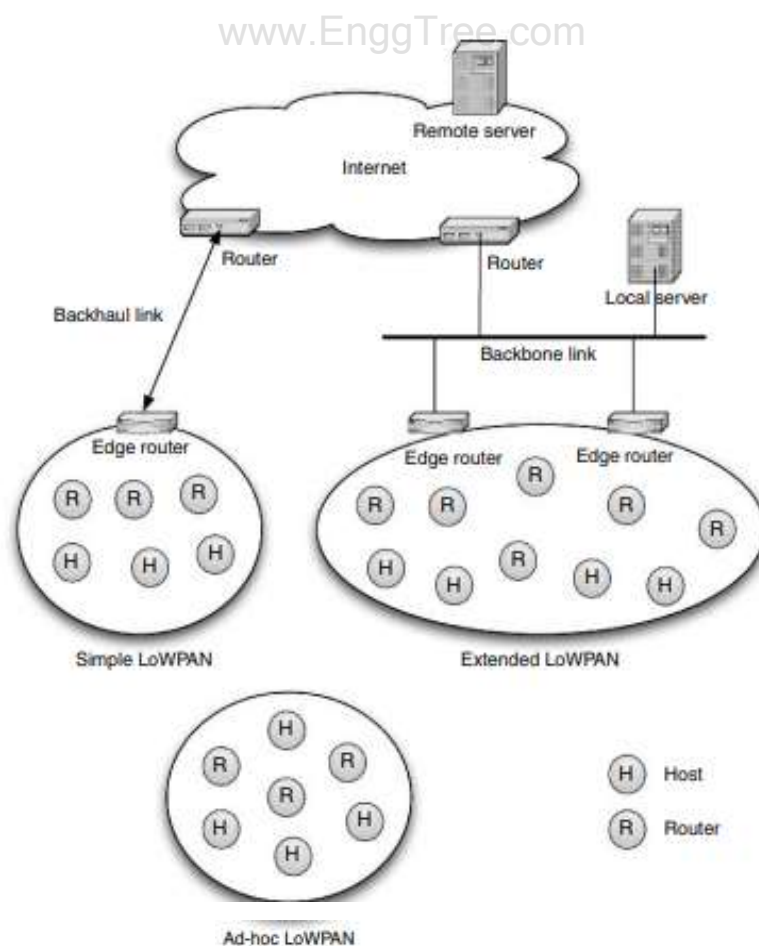 www.EnggTree.com
Remote server
Internet
Router
Router
Local server
Backhaul link
Backbone link
Edge router
Edge router
Edge router
R
R
R
H
H
H
R
R
R
R
R
R
H
H
H
H
Simple LoWPAN
Extended LoWPAN
H
R
R
R
H
H
H
H
Host
R
Router
Ad-hoc LoWPAN